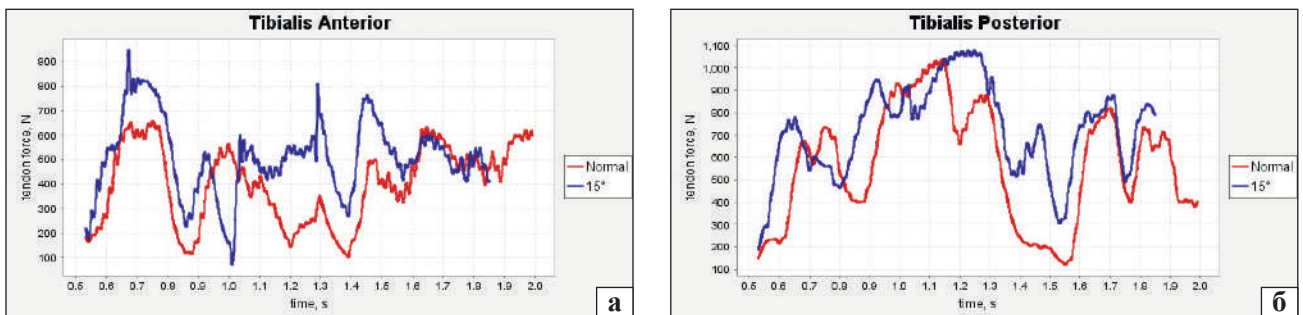 Tibialis Anterior
900
800
700
600
500
400
300
200
100
tendon force, N
0.5 0.6 0.7 0.8 0.9 1.0 1.1 1.2 1.3 1.4 1.5 1.6 1.7 1.8 1.9 2.0
time, s
Normal
15°
а
Tibialis Posterior
1,100
1,000
900
800
700
600
500
400
300
200
100
tendon force, N
0.5 0.6 0.7 0.8 0.9 1.0 1.1 1.2 1.3 1.4 1.5 1.6 1.7 1.8 1.9 2.0
time, s
Normal
15°
б